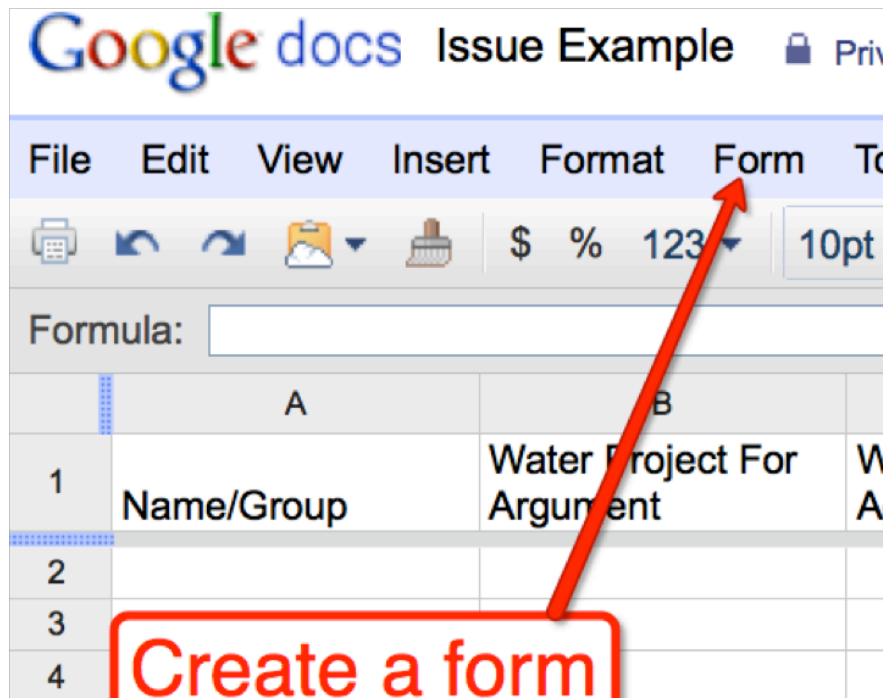 Google docs Issue Example
File Edit View Insert Format Form
$ % 123 10pt
Formula:
A B
1 Name/Group Water Project For
Argument
2
3
4
Create a form